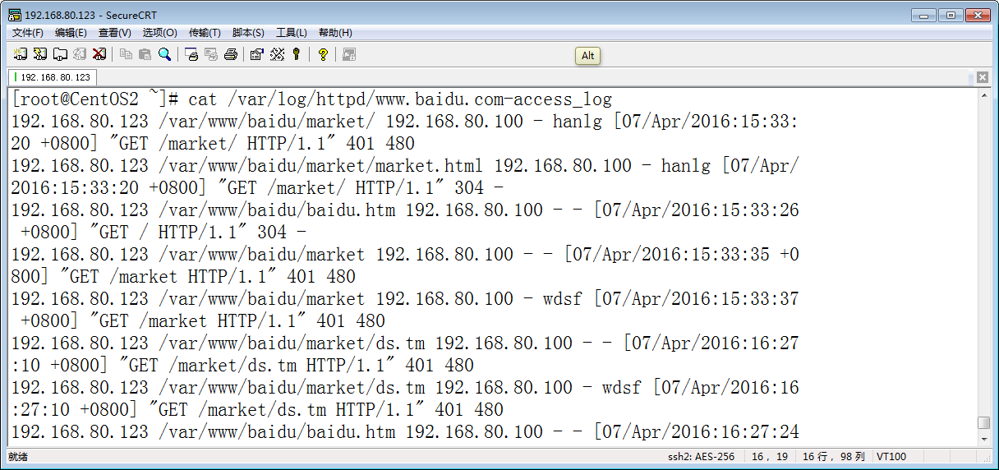 192.168.80.123 - SecureCRT
文件(F) 编辑(E) 查看(V) 选项(O) 传输(T) 脚本(S) 工具(L) 帮助(H)
Alt
192.168.80.123
[root@CentOS2 ~]# cat /var/log/httpd/www.baidu.com-access_log
192.168.80.123 /var/www/baidu/market/ 192.168.80.100 - hanlg [07/Apr/2016:15:33:
20 +0800] "GET /market/ HTTP/1.1" 401 480
192.168.80.123 /var/www/baidu/market/market.html 192.168.80.100 - hanlg [07/Apr/
2016:15:33:20 +0800] "GET /market/ HTTP/1.1" 304 -
192.168.80.123 /var/www/baidu/baidu.htm 192.168.80.100 - - [07/Apr/2016:15:33:26
 +0800] "GET / HTTP/1.1" 304 -
192.168.80.123 /var/www/baidu/market 192.168.80.100 - - [07/Apr/2016:15:33:35 +0
800] "GET /market HTTP/1.1" 401 480
192.168.80.123 /var/www/baidu/market 192.168.80.100 - wdsf [07/Apr/2016:15:33:37
 +0800] "GET /market HTTP/1.1" 401 480
192.168.80.123 /var/www/baidu/market/ds.tm 192.168.80.100 - - [07/Apr/2016:16:27
:10 +0800] "GET /market/ds.tm HTTP/1.1" 401 480
192.168.80.123 /var/www/baidu/market/ds.tm 192.168.80.100 - wdsf [07/Apr/2016:16
:27:10 +0800] "GET /market/ds.tm HTTP/1.1" 401 480
192.168.80.123 /var/www/baidu/baidu.htm 192.168.80.100 - - [07/Apr/2016:16:27:24
就绪 ssh2: AES-256 16, 19 16 行, 98 列 VT100